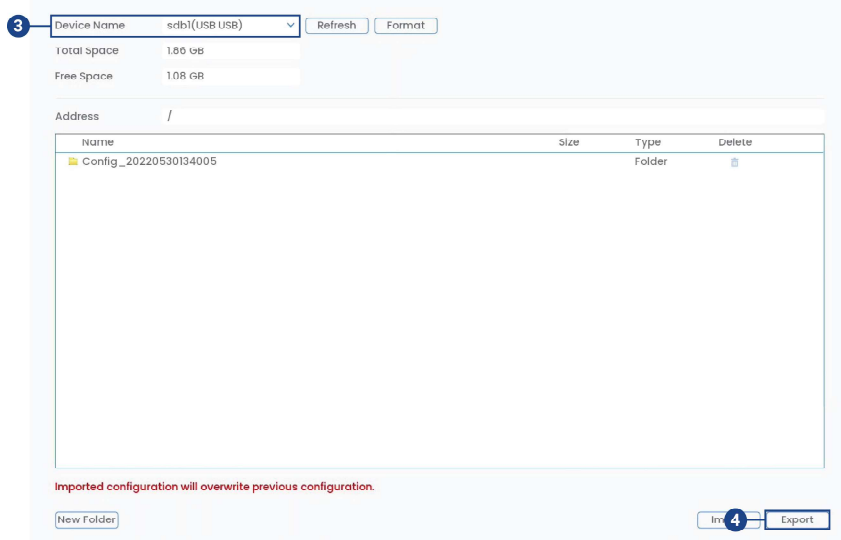 3 Device Name sdb1(USB USB) Refresh Format
Total Space 1.86 GB
Free Space 1.08 GB
Address /
Name Size Type Delete
Config_20220530134005 Folder
Imported configuration will overwrite previous configuration.
New Folder Im 4 Export